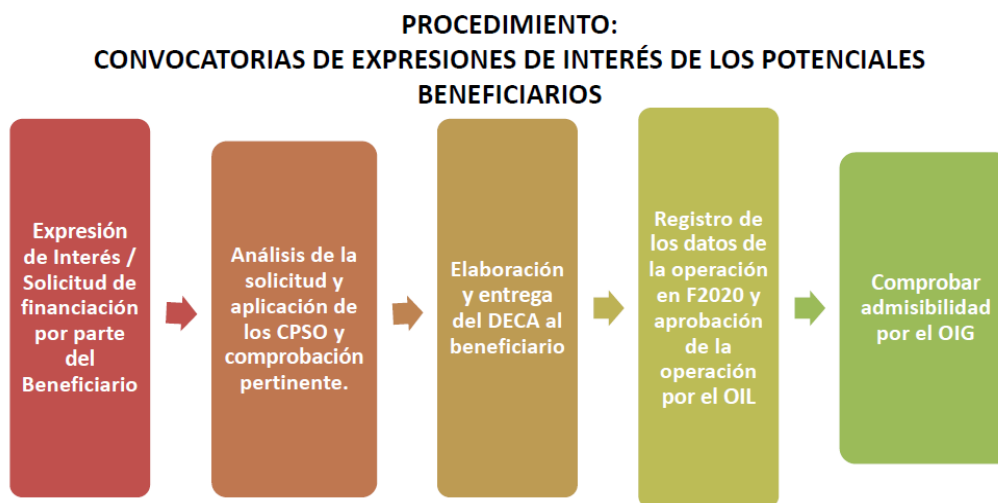 PROCEDIMIENTO:
CONVOCATORIAS DE EXPRESIONES DE INTERÉS DE LOS POTENCIALES
BENEFICIARIOS
Expresión
de Interés /
Solicitud de
financiación
por parte
del
Beneficiario
Análisis de la
solicitud y
aplicación de
los CPSO y
comprobación
pertinente.
Elaboración
y entrega
del DECA al
beneficiario
Registro de
los datos de
la operación
en F2020 y
aprobación
de la
operación
por el OIL
Comprobar
admisibilidad
por el OIG